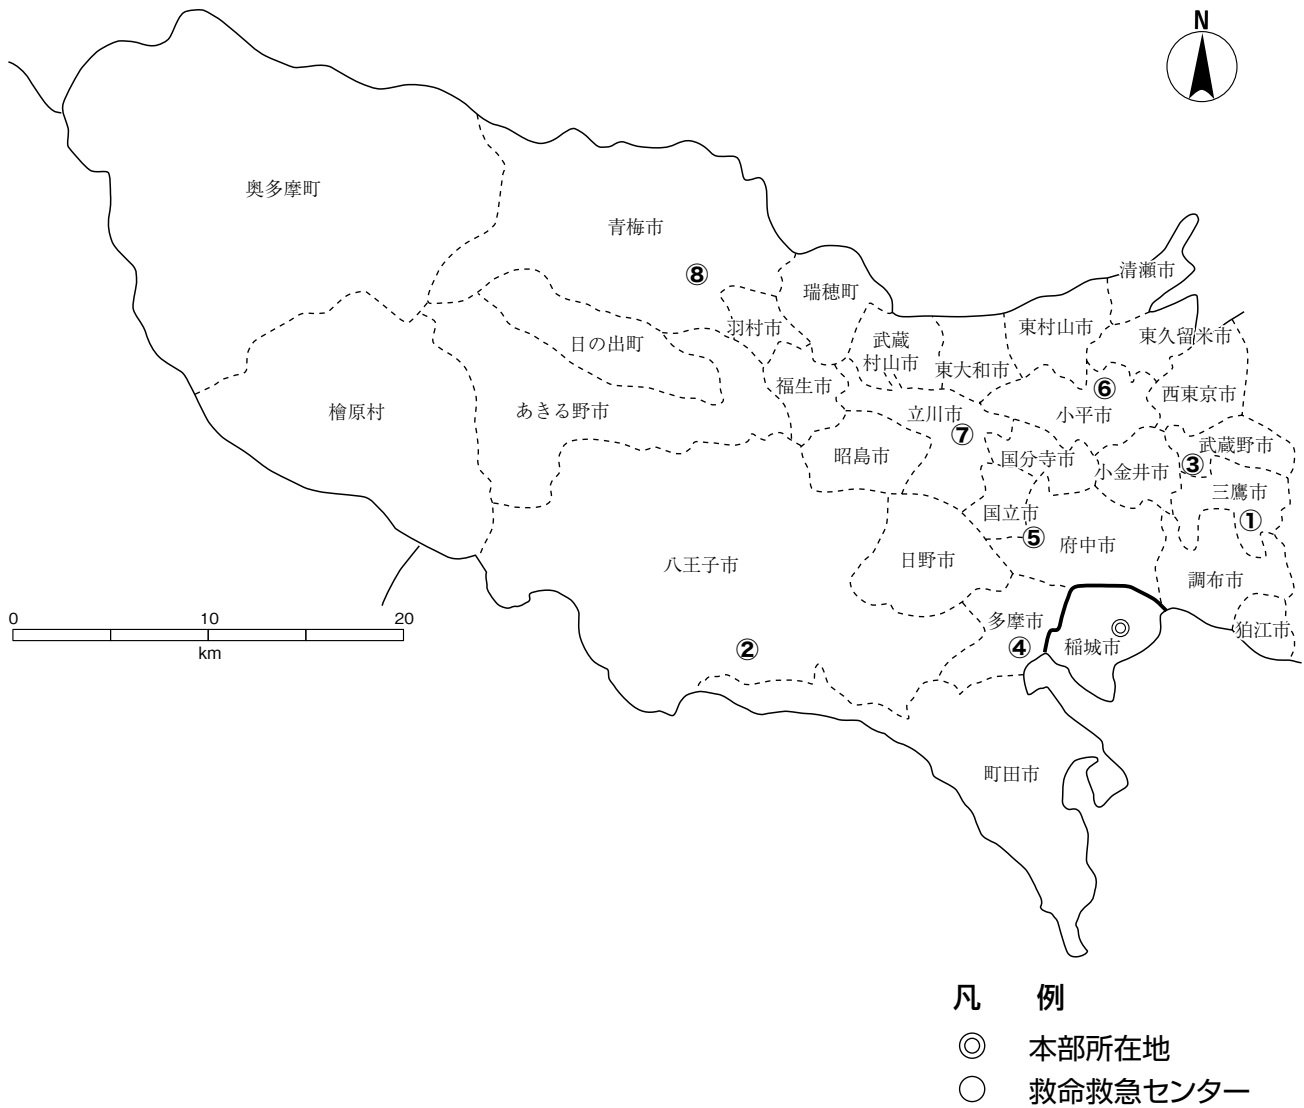 N
奥多摩町
青梅市
⑧
瑞穂町
清瀬市
羽村市
武蔵
村山市
東村山市
東久留米市
日の出町
東大和市
福生市
⑥
西東京市
檜原村
あきる野市
立川市
小平市
⑦
武蔵野市
昭島市
国分寺市
小金井市
③
三鷹市
国立市
①
⑤
府中市
八王子市
日野市
調布市
0 10 20
km
多摩市
狛江市
②
④
稲城市
町田市
凡 例
◎ 本部所在地
○ 救命救急センター